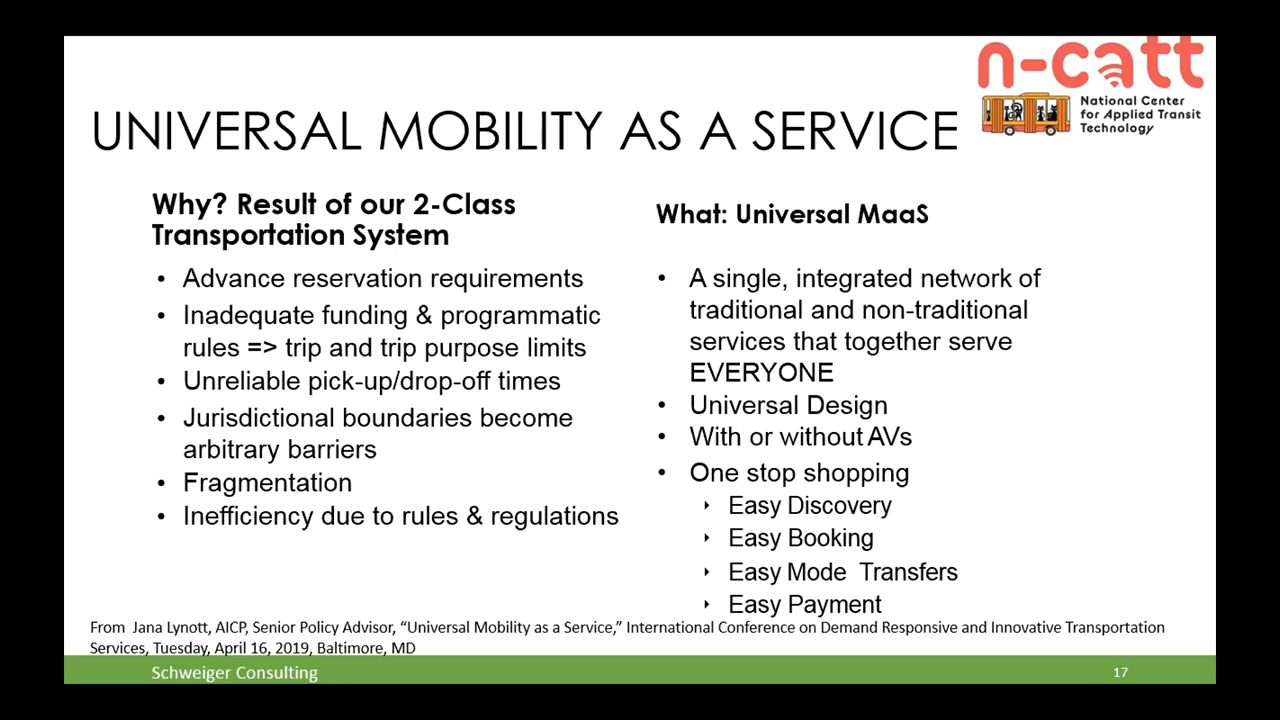 n-catt
National Center
for Applied Transit
Technology
UNIVERSAL MOBILITY AS A SERVICE
Why? Result of our 2-Class
Transportation System
• Advance reservation requirements
• Inadequate funding & programmatic
rules => trip and trip purpose limits
• Unreliable pick-up/drop-off times
• Jurisdictional boundaries become
arbitrary barriers
• Fragmentation
• Inefficiency due to rules & regulations
What: Universal MaaS
• A single, integrated network of
traditional and non-traditional
services that together serve
EVERYONE
• Universal Design
• With or without AVs
• One stop shopping
‣ Easy Discovery
‣ Easy Booking
‣ Easy Mode Transfers
‣ Easy Payment
From Jana Lynott, AICP, Senior Policy Advisor, “Universal Mobility as a Service,” International Conference on Demand Responsive and Innovative Transportation
Services, Tuesday, April 16, 2019, Baltimore, MD
Schweiger Consulting
17